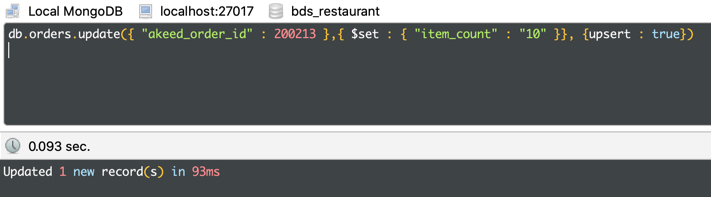 Local MongoDB localhost:27017 bds_restaurant
db.orders.update({ "akeed_order_id" : 200213 },{ $set : { "item_count" : "10" }}, {upsert : true})
0.093 sec.
Updated 1 new record(s) in 93ms